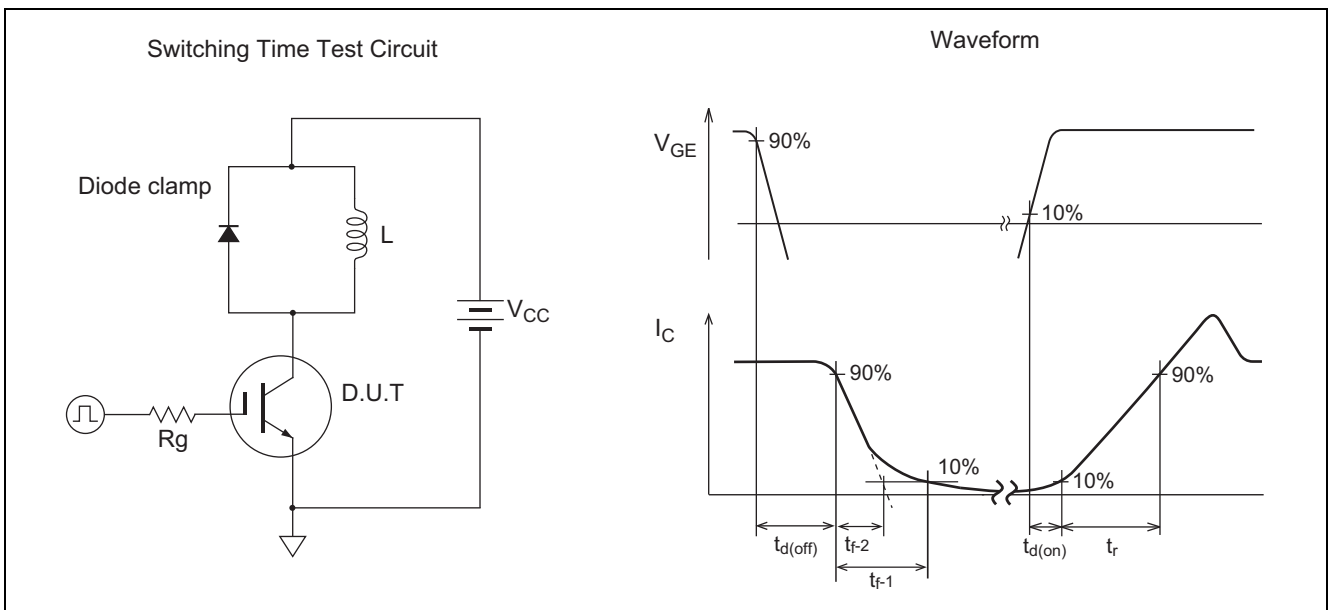 Switching Time Test Circuit
Diode clamp
L
V_CC
D.U.T
Rg
Waveform
V_GE
90%
10%
I_C
90%
10%
10%
90%
t_d(off)
t_f-2
t_f-1
t_d(on)
t_r